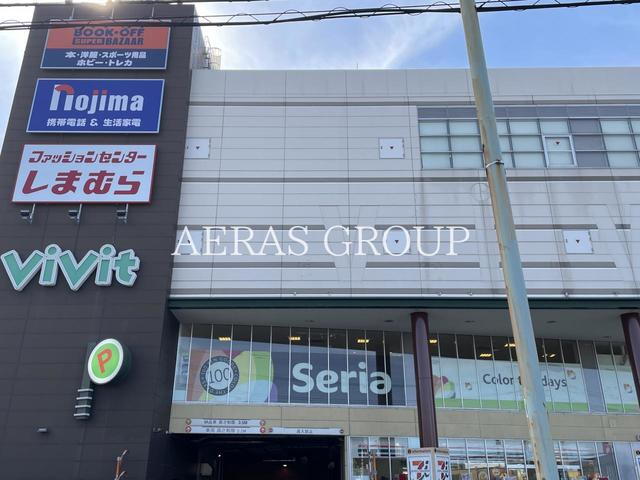 BOOK-OFF
SUPER BAZAAR
本・洋服・スポーツ用品
ホビー・トレカ
nojima
携帯電話 & 生活家電
ファッションセンター
しまむら
AERAS GROUP
ViVit
P
100
Seria
Color the days